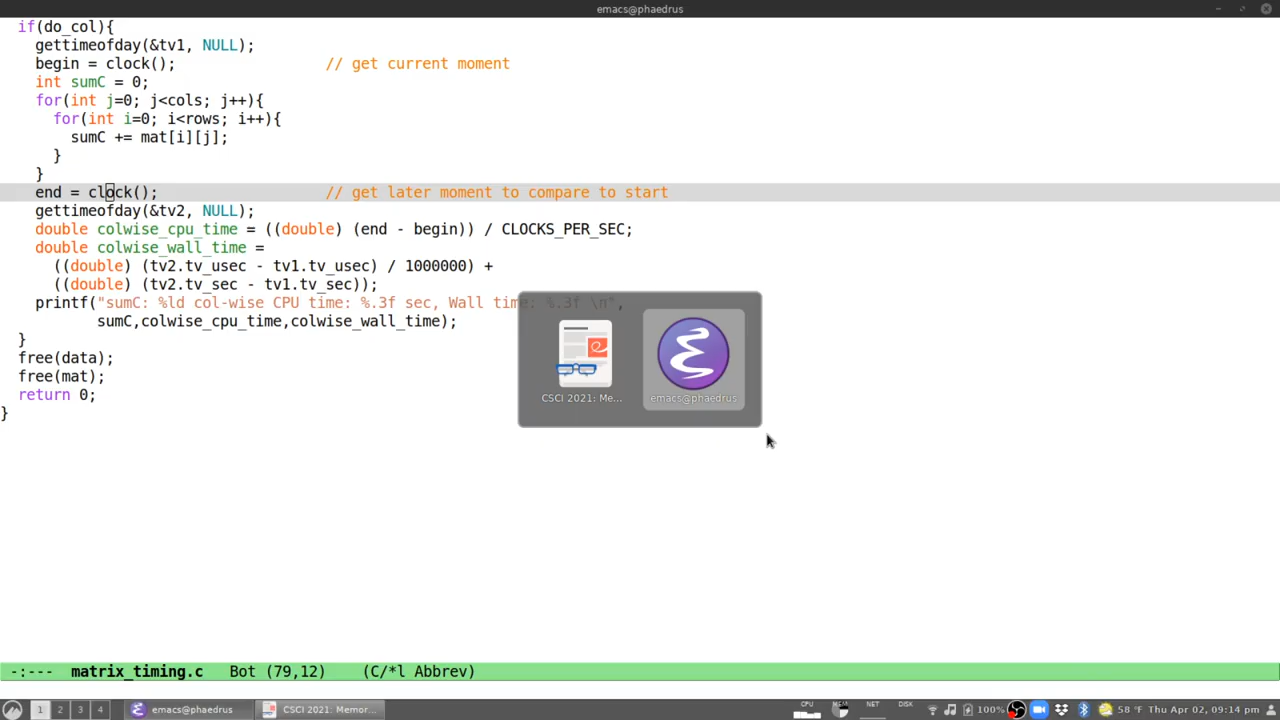 emacs@phaedrus
if(do_col){
gettimeofday(&tv1, NULL);
begin = clock(); // get current moment
int sumC = 0;
for(int j=0; j<cols; j++){
for(int i=0; i<rows; i++){
sumC += mat[i][j];
}
}
end = clock(); // get later moment to compare to start
gettimeofday(&tv2, NULL);
double colwise_cpu_time = ((double) (end - begin)) / CLOCKS_PER_SEC;
double colwise_wall_time =
((double) (tv2.tv_usec - tv1.tv_usec) / 1000000) +
((double) (tv2.tv_sec - tv1.tv_sec));
printf("sumC: %ld col-wise CPU time: %.3f sec, Wall time: %.3f \n",
sumC,colwise_cpu_time,colwise_wall_time);
}
free(data);
free(mat);
return 0;
}
CSCI 2021: Me... emacs@phaedrus
-:--- matrix_timing.c Bot (79,12) (C/*l Abbrev)
1 2 3 4 emacs@phaedrus CSCI 2021: Memor... CPU MEM NET DISK 100% 58 °F Thu Apr 02, 09:14 pm